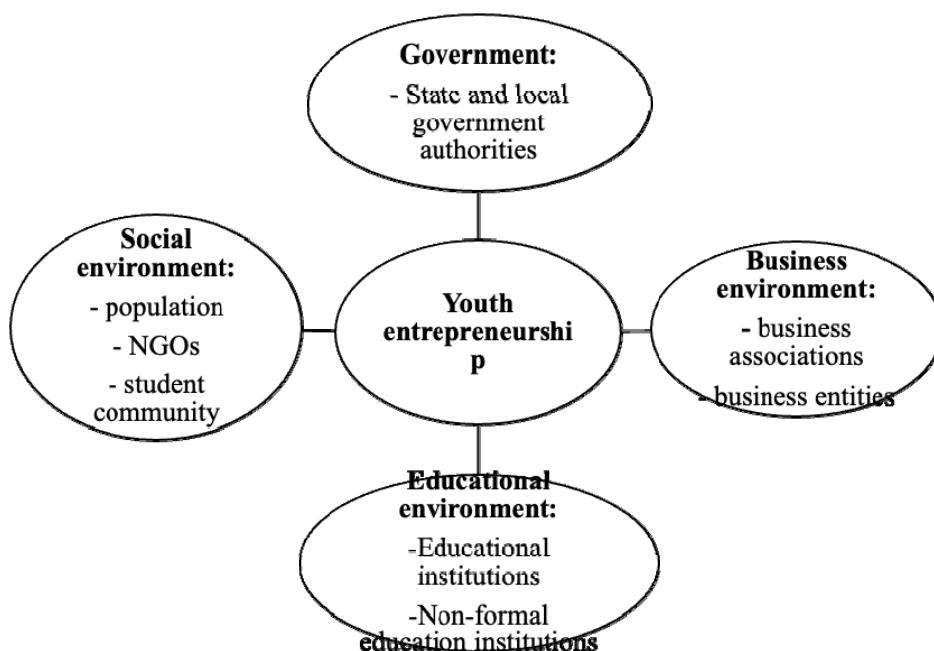 Government:
- State and local
government
authorities
Social
environment:
- population
- NGOs
- student
community
Youth
entrepreneurshi
p
Business
environment:
- business
associations
- business entities
Educational
environment:
-Educational
institutions
-Non-formal
education institutions